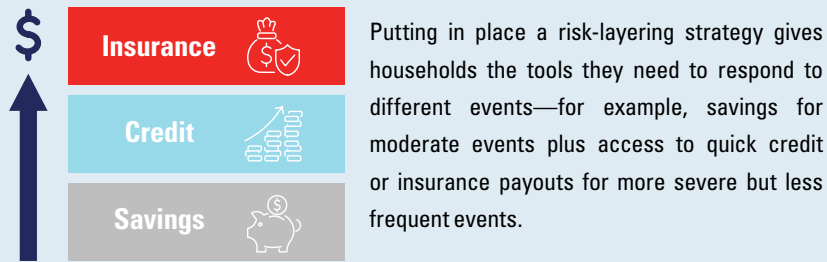 $
Insurance
$
Credit
Savings
$
Putting in place a risk-layering strategy gives
households the tools they need to respond to
different events—for example, savings for
moderate events plus access to quick credit
or insurance payouts for more severe but less
frequent events.